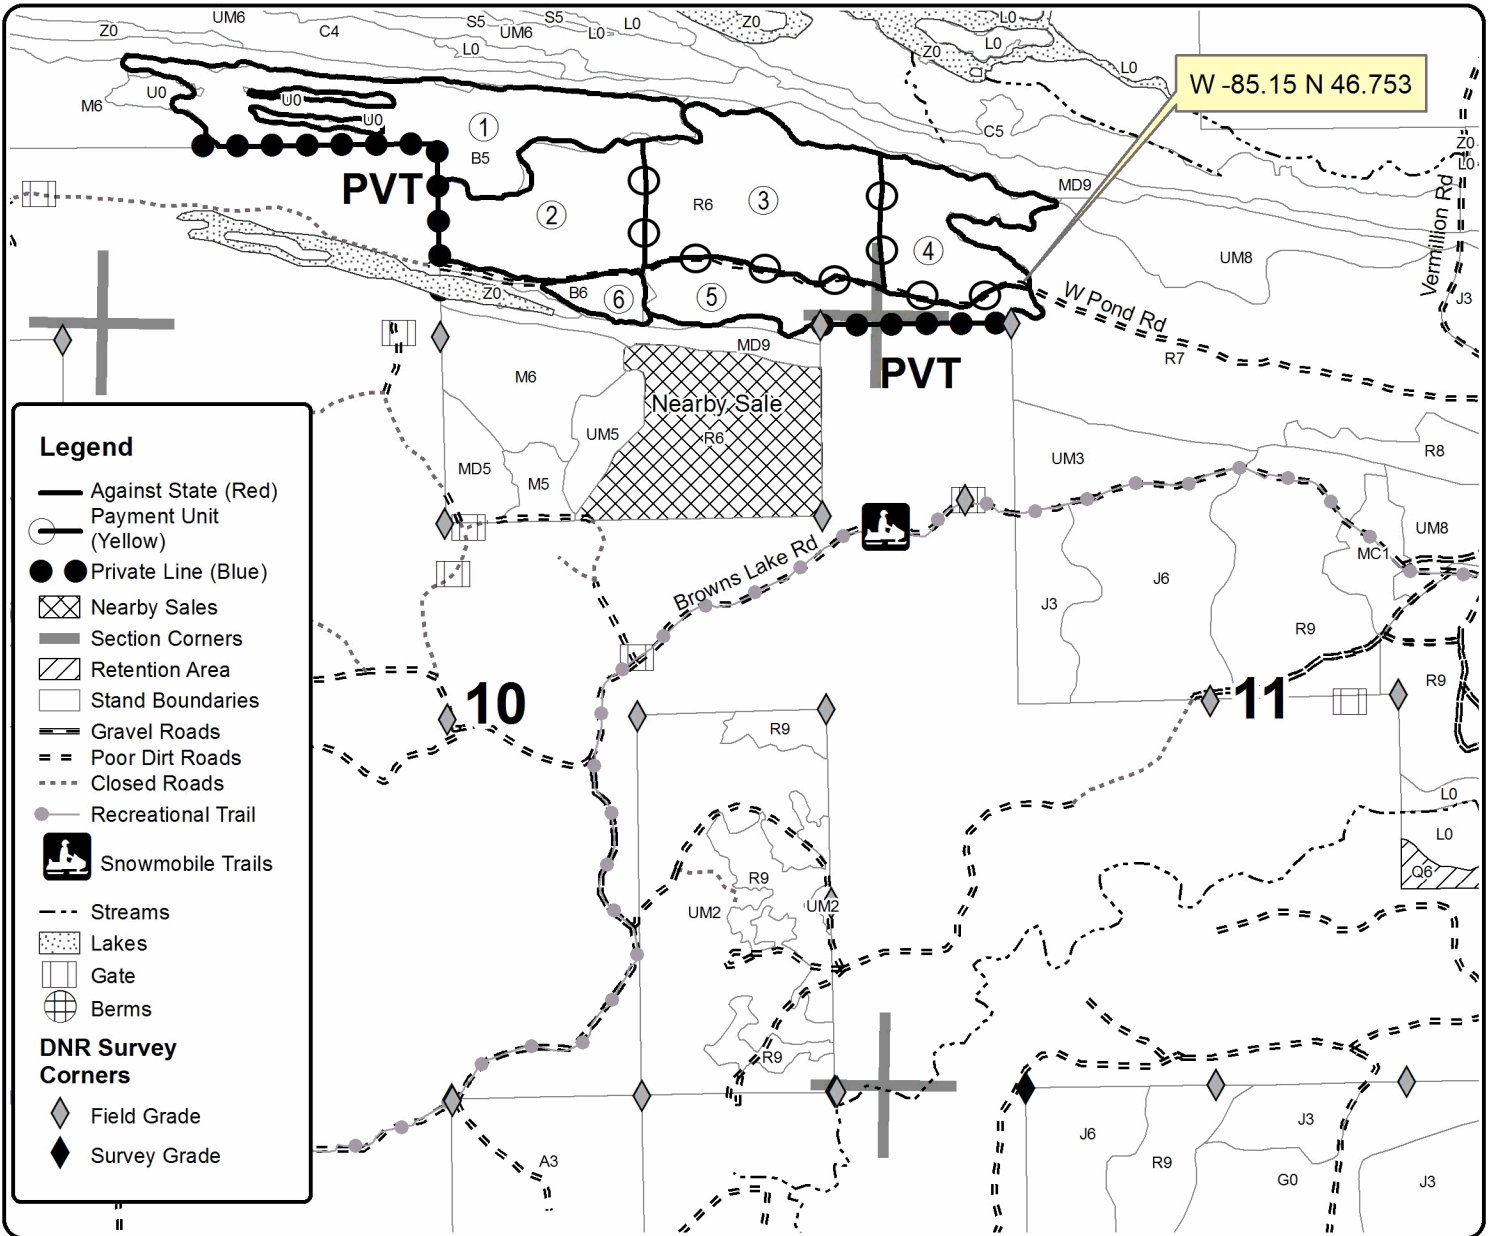 UM6
S5
S5
Z0
C4
UM6
L0
L0
L0
Z0
L0
L0
Z0
L0
W -85.15 N 46.753
U0
M6
U0
U0
1
B5
C5
Z0
L0
PVT
MD9
2
R6
3
4
Vermillion Rd
UM8
Z0
B6
6
5
W Pond Rd
J3
MD9
PVT
R7
M6
Nearby Sale
R6
UM5
MD5
M5
UM3
R8
UM8
MC1
Browns Lake Rd
J6
J3
R9
R9
10
11
R9
L0
L0
Q6
R9
UM2
UM2
R9
A3
J6
R9
J3
G0
J3
Legend
Against State (Red)
Payment Unit
(Yellow)
Private Line (Blue)
Nearby Sales
Section Corners
Retention Area
Stand Boundaries
Gravel Roads
Poor Dirt Roads
Closed Roads
Recreational Trail
Snowmobile Trails
Streams
Lakes
Gate
Berms
DNR Survey
Corners
Field Grade
Survey Grade